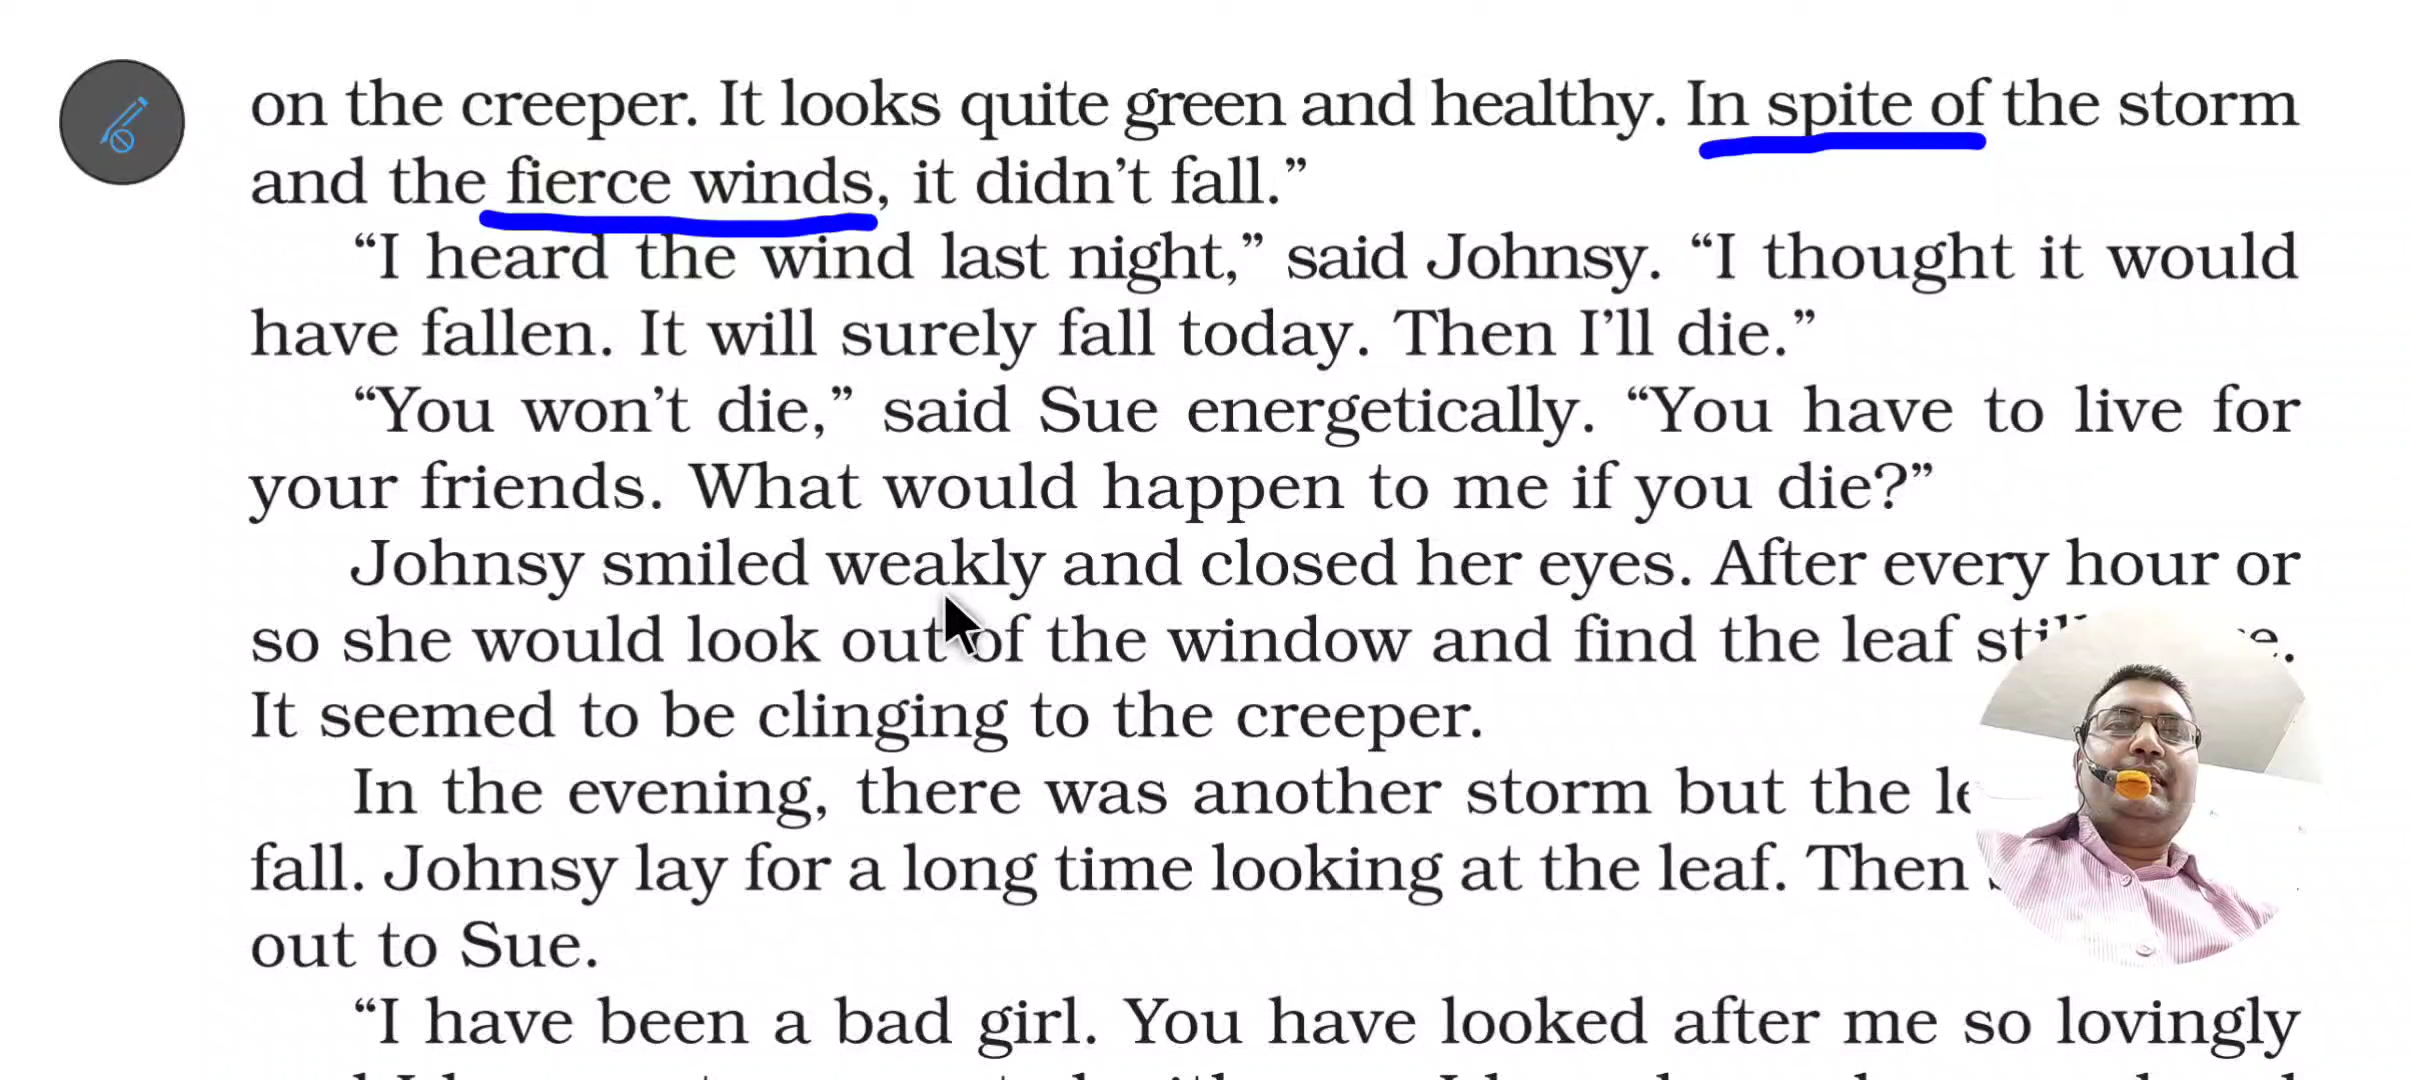 on the creeper. It looks quite green and healthy. In spite of the storm
and the fierce winds, it didn’t fall.”
“I heard the wind last night,” said Johnsy. “I thought it would
have fallen. It will surely fall today. Then I’ll die.”
“You won’t die,” said Sue energetically. “You have to live for
your friends. What would happen to me if you die?”
Johnsy smiled weakly and closed her eyes. After every hour or
so she would look out of the window and find the leaf
It seemed to be clinging to the creeper.
In the evening, there was another storm but the
fall. Johnsy lay for a long time looking at the leaf. Then
out to Sue.
“I have been a bad girl. You have looked after me so lovingly